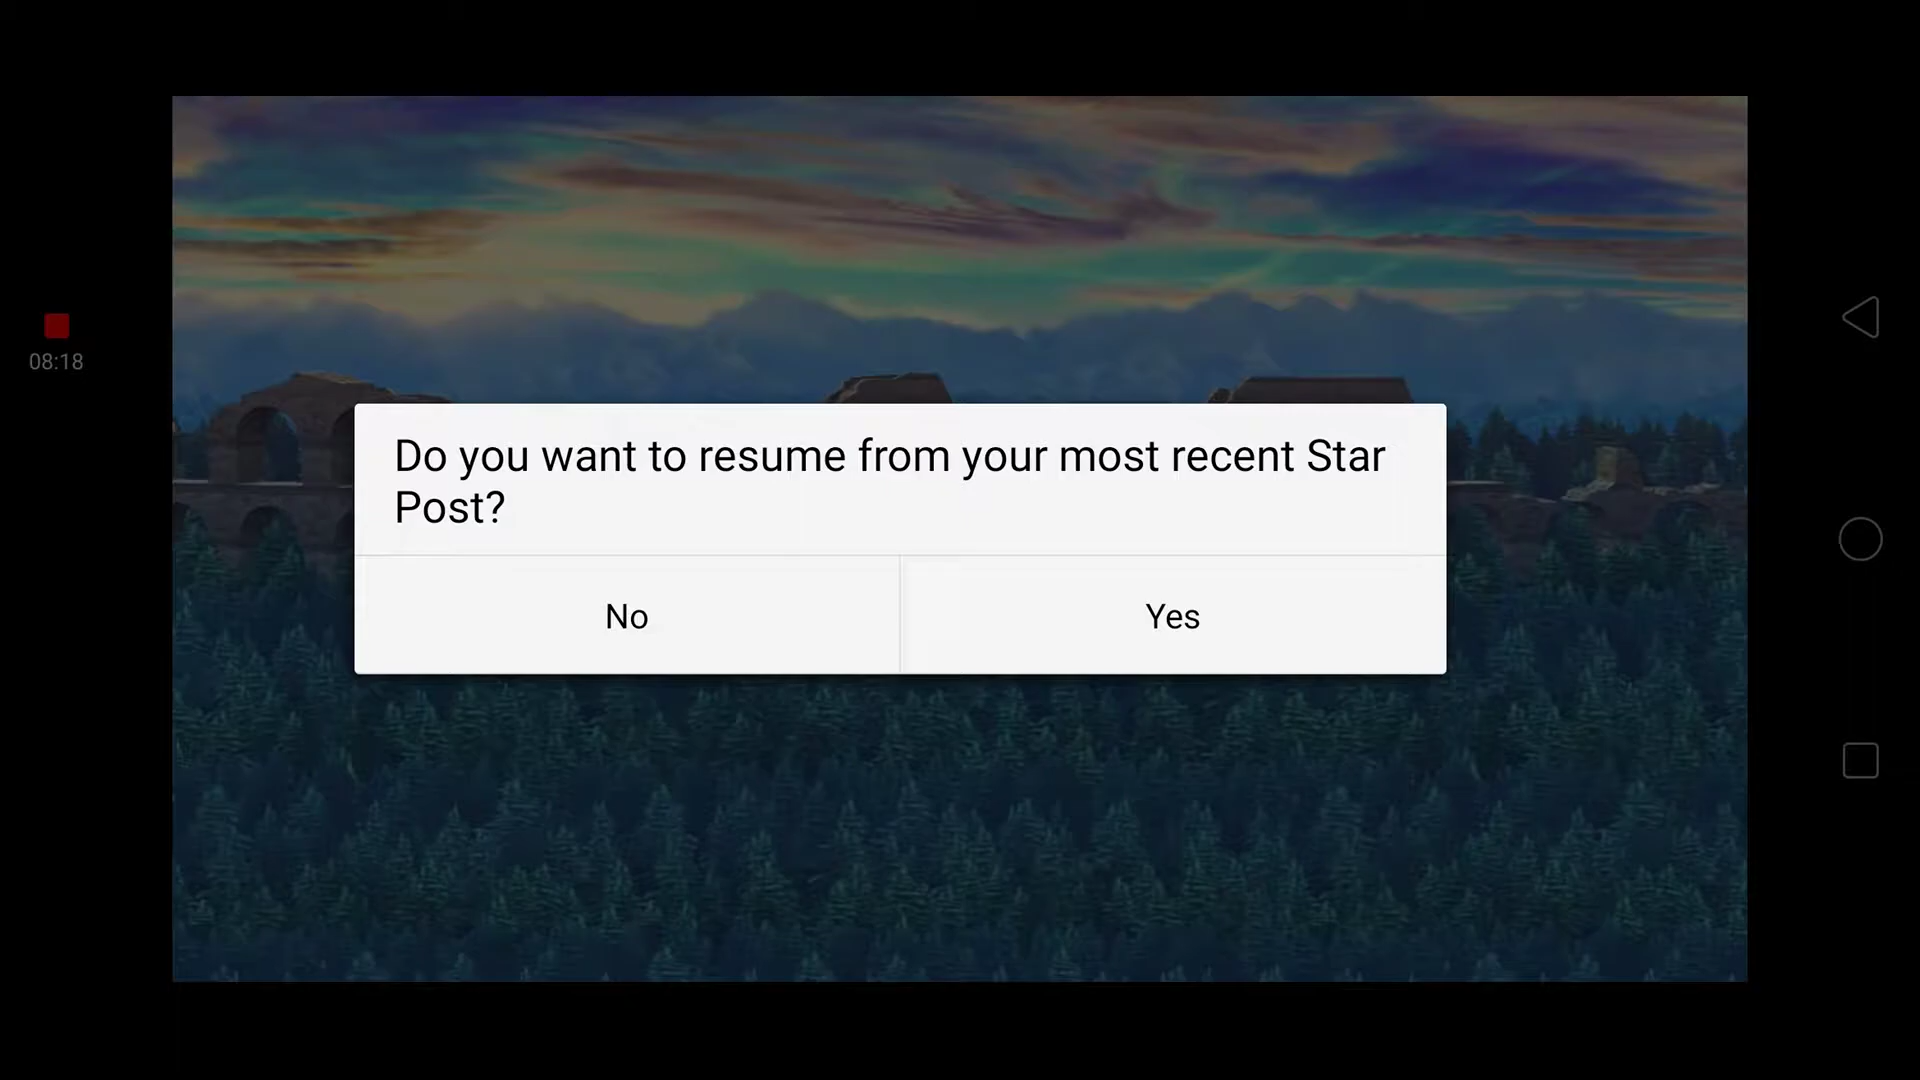 08:18
Do you want to resume from your most recent Star
Post?
No
Yes